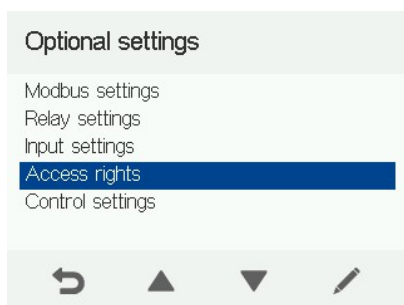 Optional settings
Modbus settings
Relay settings
Input settings
Access rights
Control settings